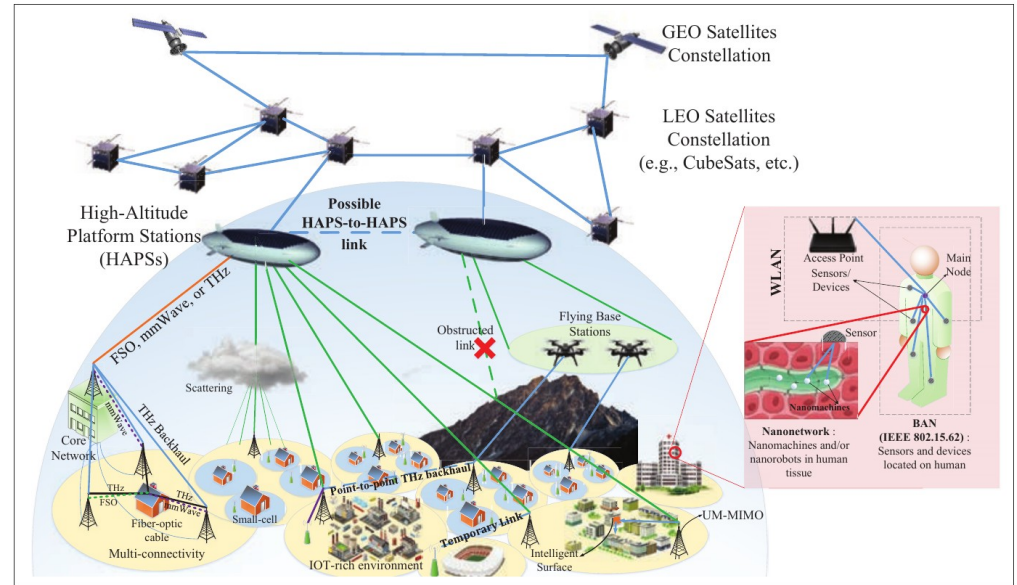 GEO Satellites
Constellation
LEO Satellites
Constellation
(e.g., CubeSats, etc.)
High-Altitude
Platform Stations
(HAPSs)
Possible
HAPS-to-HAPS
link
FSO, mmWave, or THz
Scattering
Obstructed
link
Flying Base
Stations
mmWave
THz Backhaul
Core
Network
THz
FSO
THz
mmWave
Fiber-optic
cable
Multi-connectivity
Small-cell
Point-to-point THz backhaul
IOT-rich environment
Temporary Link
Intelligent
Surface
UM-MIMO
WLAN
Access Point
Sensors/
Devices
Main
Node
Sensor
Nanomachines
Nanonetwork :
Nanomachines and/or
nanorobots in human
tissue
BAN
(IEEE 802.15.62) :
Sensors and devices
located on human